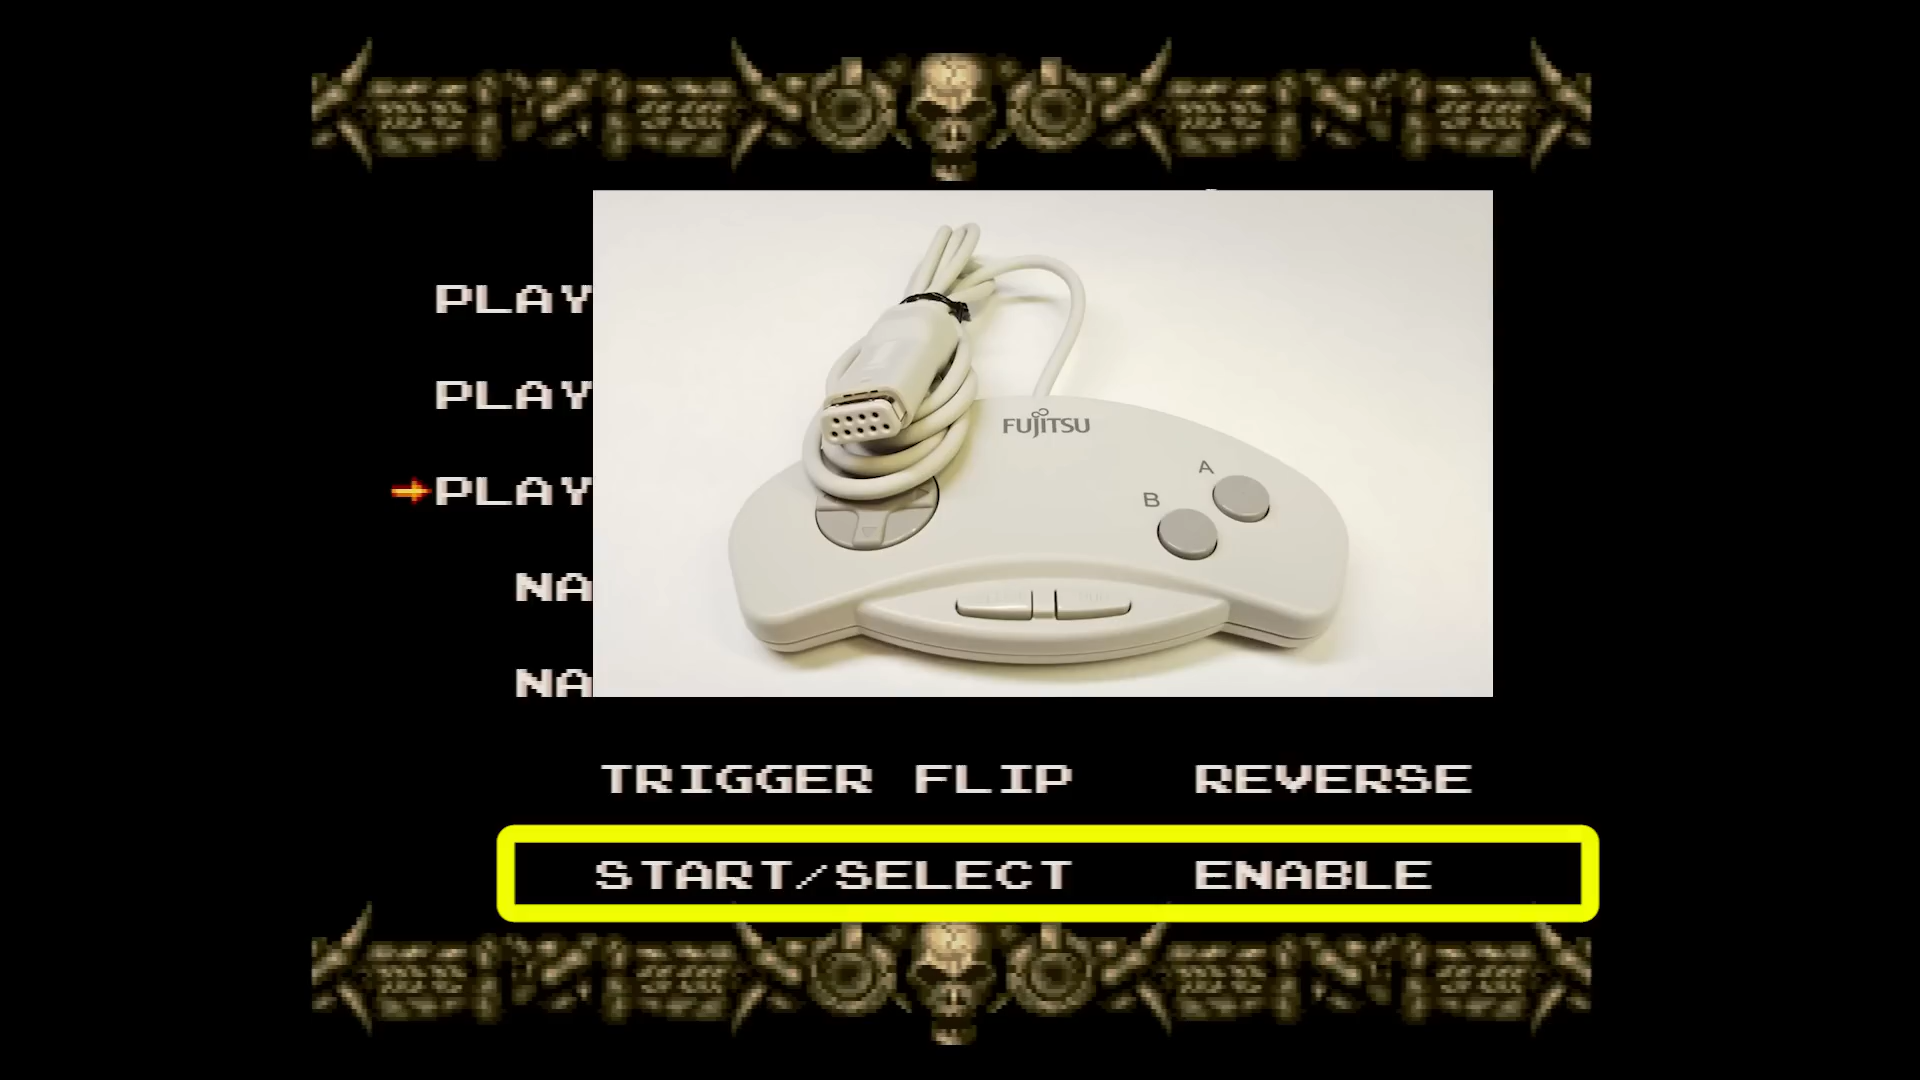 PLAY
PLAY
PLAY
NA
NA
FUJITSU
A
B
TRIGGER FLIP REVERSE
START/SELECT ENABLE